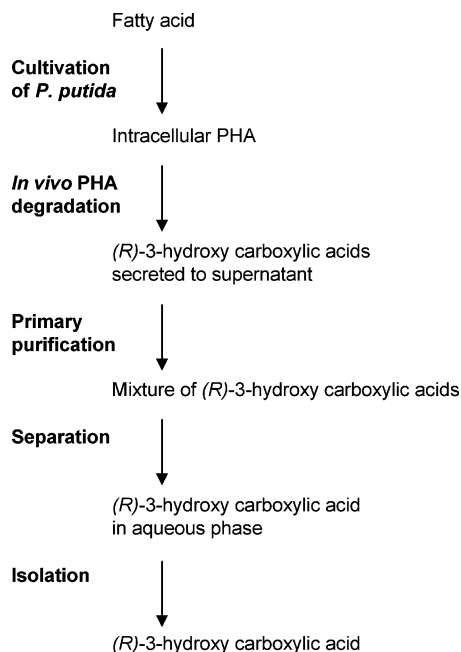 Fatty acid
Cultivation
of P. putida
Intracellular PHA
In vivo PHA
degradation
(R)-3-hydroxy carboxylic acids
secreted to supernatant
Primary
purification
Mixture of (R)-3-hydroxy carboxylic acids
Separation
(R)-3-hydroxy carboxylic acid
in aqueous phase
Isolation
(R)-3-hydroxy carboxylic acid